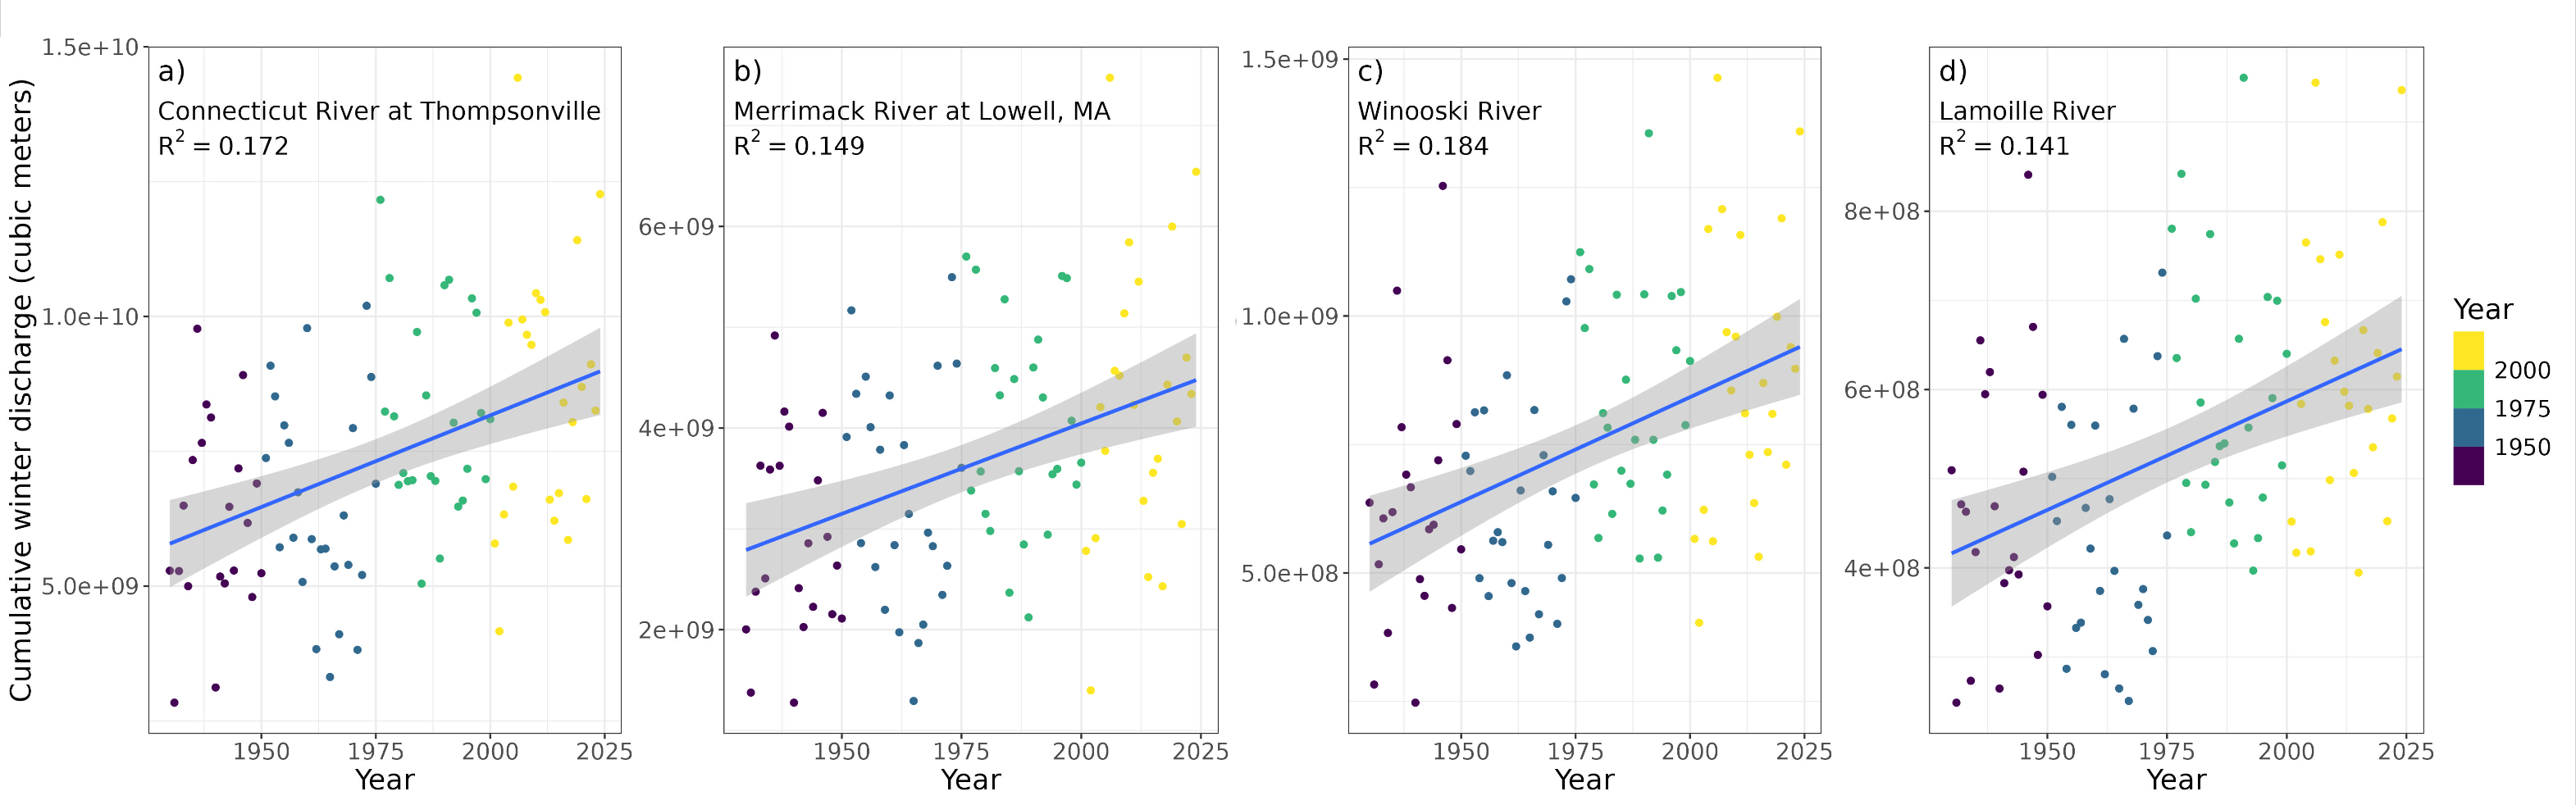 Cumulative winter discharge (cubic meters)
a)
Connecticut River at Thompsonville
R² = 0.172
1.5e+10
1.0e+10
5.0e+09
1950 1975 2000 2025
Year
b)
Merrimack River at Lowell, MA
R² = 0.149
6e+09
4e+09
2e+09
1950 1975 2000 2025
Year
c)
Winooski River
R² = 0.184
1.5e+09
1.0e+09
5.0e+08
1950 1975 2000 2025
Year
d)
Lamoille River
R² = 0.141
8e+08
6e+08
4e+08
1950 1975 2000 2025
Year
Year
2000
1975
1950